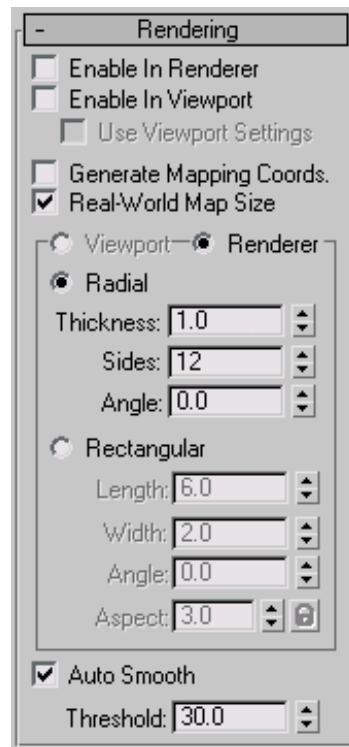 - Rendering
Enable In Renderer
Enable In Viewport
Use Viewport Settings
Generate Mapping Coords.
Real-World Map Size
Viewport Renderer
Radial
Thickness: 1.0
Sides: 12
Angle: 0.0
Rectangular
Length: 6.0
Width: 2.0
Angle: 0.0
Aspect: 3.0
Auto Smooth
Threshold: 30.0